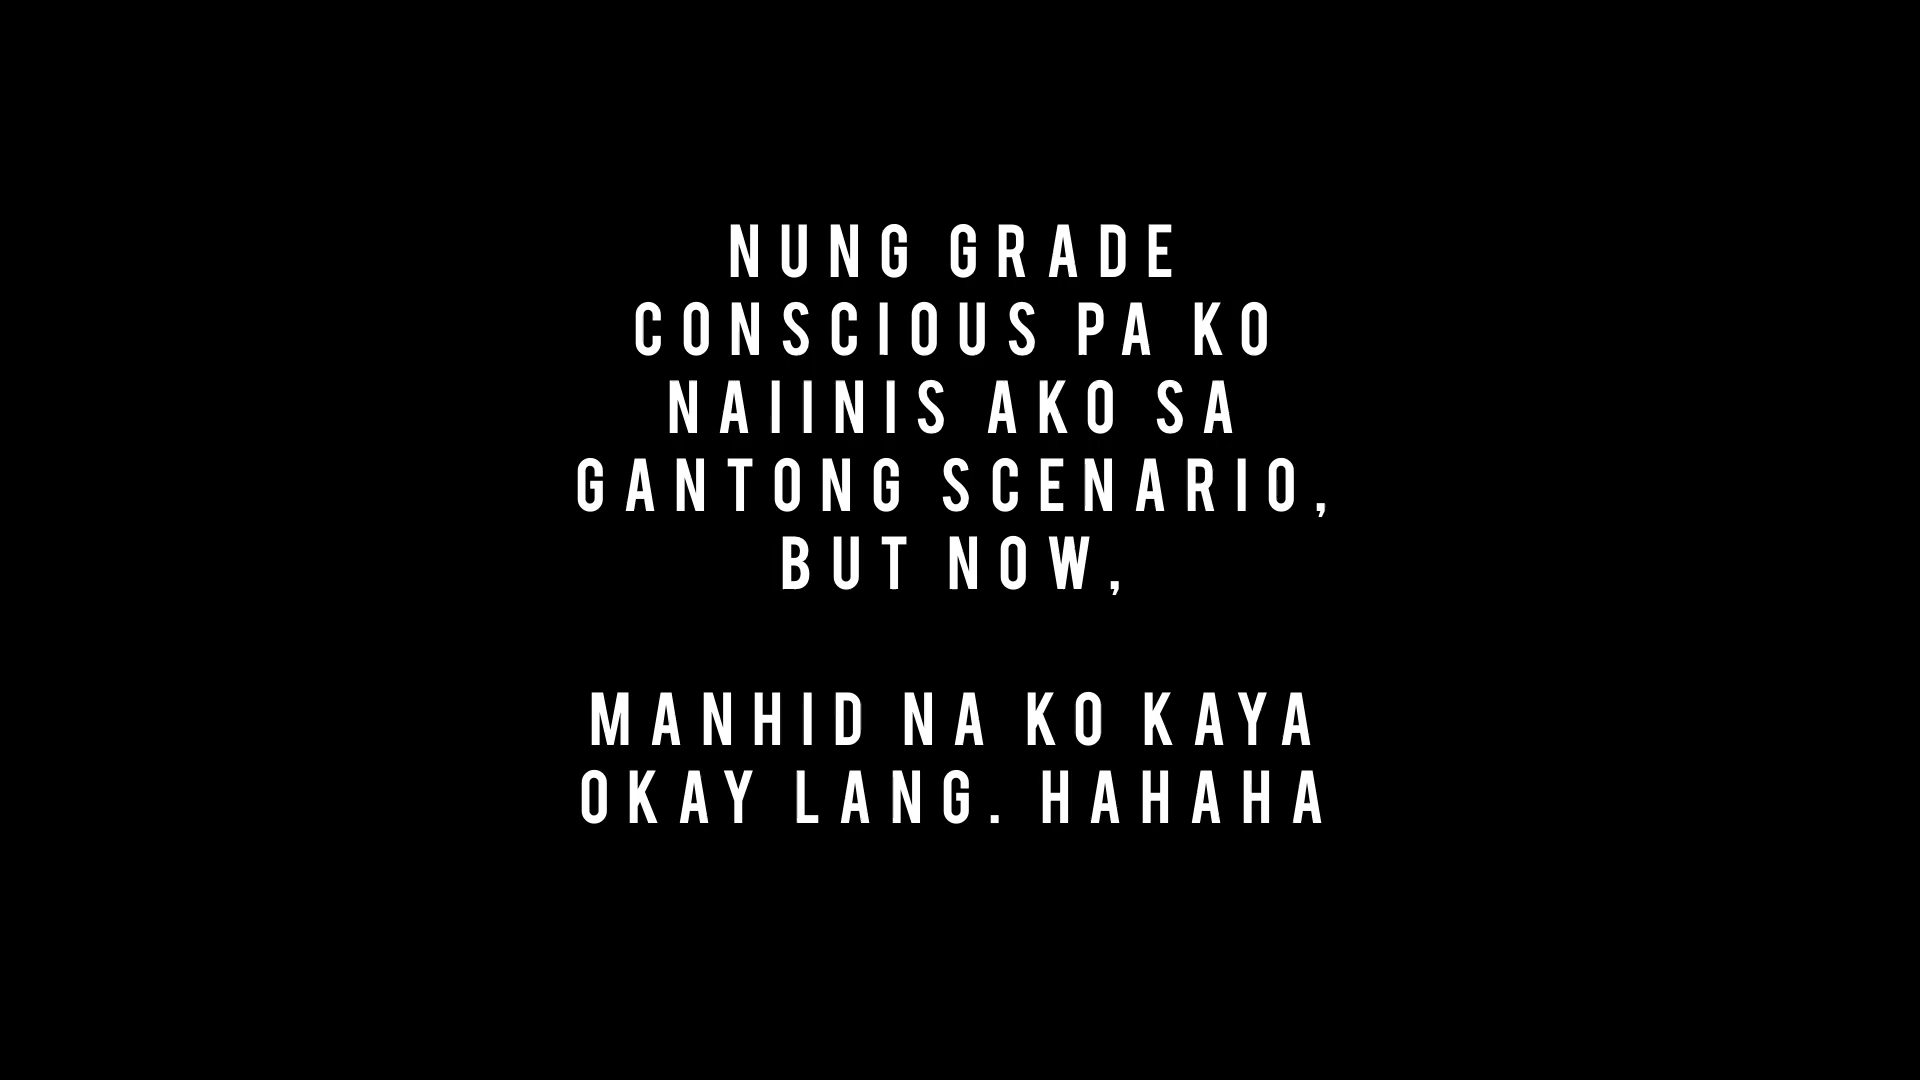 NUNG GRADE
CONSCIOUS PA KO
NAIINIS AKO SA
GANTONG SCENARIO,
BUT NOW,
MANHID NA KO KAYA
OKAY LANG. HAHAHA